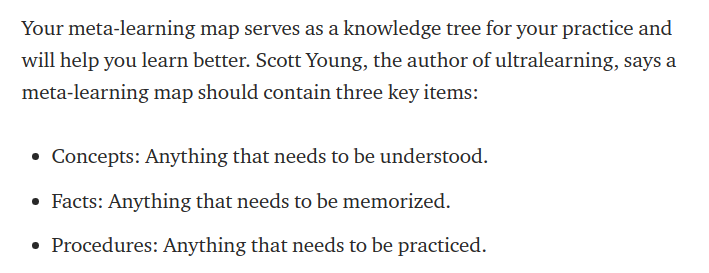 Your meta-learning map serves as a knowledge tree for your practice and
will help you learn better. Scott Young, the author of ultralearning, says a
meta-learning map should contain three key items:
• Concepts: Anything that needs to be understood.
• Facts: Anything that needs to be memorized.
• Procedures: Anything that needs to be practiced.